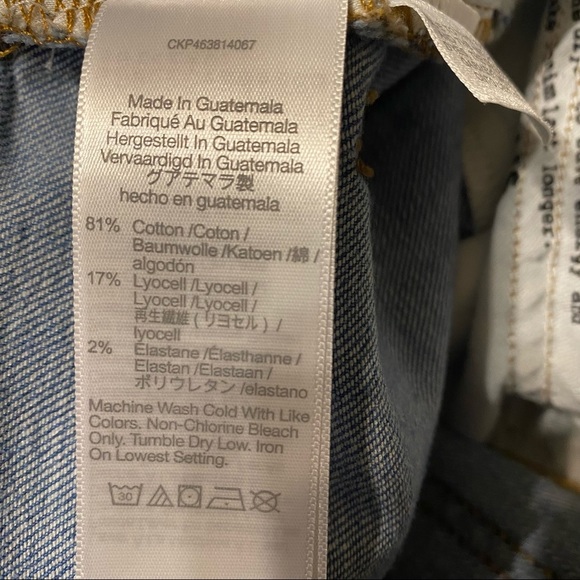 CKP463814067
Made In Guatemala
Fabriqué Au Guatemala
Hergestellt In Guatemala
Vervaardigd In Guatemala
グアテマラ製
hecho en guatemala
81% Cotton /Coton /
Baumwolle /Katoen /綿 /
algodón
17% Lyocell /Lyocell /
Lyocell /Lyocell /
再生繊維 ( リヨセル ) /
lyocell
2% Elastane /Élasthanne /
Elastan /Elastaan /
ポリウレタン /elastano
Machine Wash Cold With Like
Colors. Non-Chlorine Bleach
Only. Tumble Dry Low. Iron
On Lowest Setting.
30
longer.